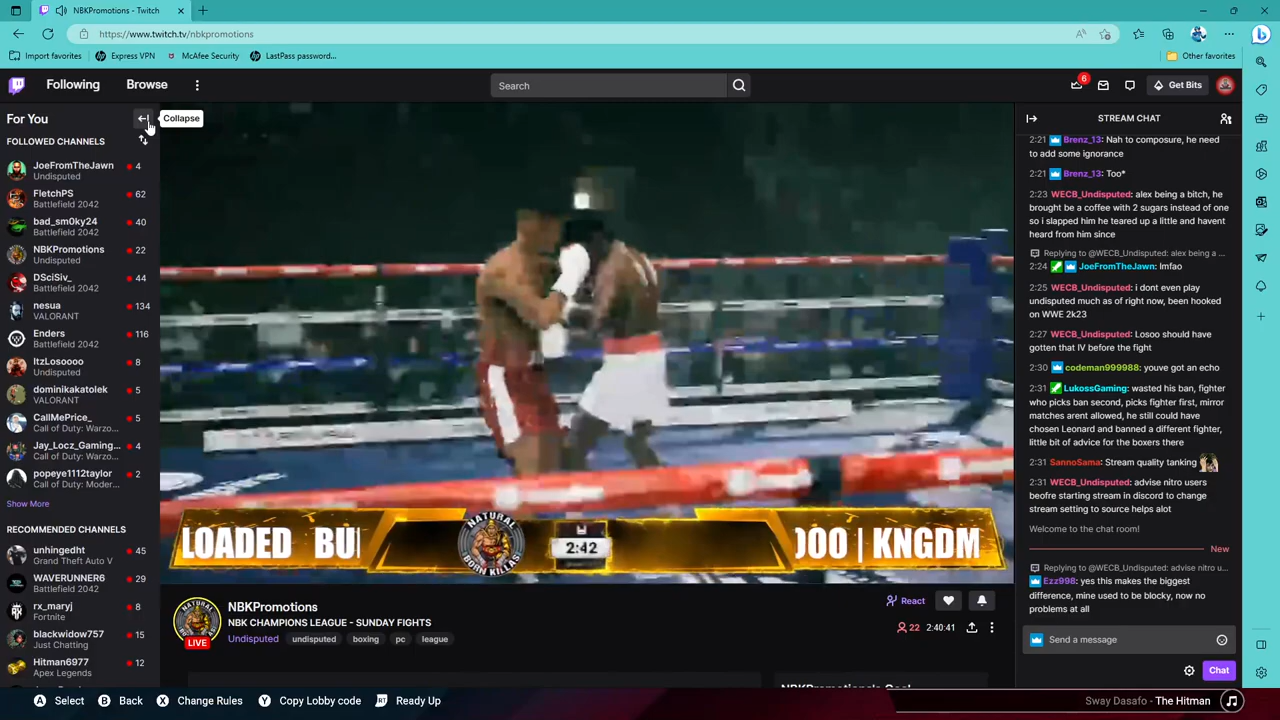 NBKPromotions - Twitch
https://www.twitch.tv/nbkpromotions
Import favorites
Express VPN
McAfee Security
LastPass password...
Other favorites
Following
Browse
Search
6
Get Bits
For You
Collapse
FOLLOWED CHANNELS
JoeFromTheJawn 4
Undisputed
FletchPS 62
Battlefield 2042
bad_sm0ky24 40
Battlefield 2042
NBKPromotions 22
Undisputed
DSciSiv_ 44
Battlefield 2042
nesua 134
VALORANT
Enders 116
Battlefield 2042
ItzLosoooo 8
Undisputed
dominikakatolek 5
VALORANT
CallMePrice_ 5
Call of Duty: Warzo...
Jay_Locz_Gaming... 4
Call of Duty: Warzo...
popeye1112taylor 2
Call of Duty: Moder...
Show More
RECOMMENDED CHANNELS
unhingedht 45
Grand Theft Auto V
WAVERUNNER6 29
Battlefield 2042
rx_maryj 8
Fortnite
blackwidow757 15
Just Chatting
Hitman6977 12
Apex Legends
LOADED BUI
NATURAL
BORN KILLAS
2:42
OOO | KNGDM
LIVE
NBKPromotions
NBK CHAMPIONS LEAGUE - SUNDAY FIGHTS
Undisputed undisputed boxing pc league
React
22 2:40:41
NBKPromotions's Goal
STREAM CHAT
2:21 Brenz_13: Nah to composure, he
need to add some ignorance
2:21 Brenz_13: Too*
2:23 WECB_Undisputed: alex being a bitch, he
brought be a coffee with 2 sugars instead of one
so i slapped him he teared up a little and havent
heard from him since
Replying to @WECB_Undisputed: alex being a ...
2:24 JoeFromTheJawn: lmfao
2:25 WECB_Undisputed: i dont even play
undisputed much as of right now, been hooked
on WWE 2k23
2:27 WECB_Undisputed: Losoo should have
gotten that IV before the fight
2:30 codeman999988: youve got an echo
2:31 LukossGaming: wasted his ban, fighter
who picks ban second, picks fighter first, mirror
matches arent allowed, he still could have
chosen Leonard and banned a different fighter,
little bit of advice for the boxers there
2:31 SannoSama: Stream quality tanking
2:31 WECB_Undisputed: advise nitro users
beofre starting stream in discord to change
stream setting to source helps alot
Welcome to the chat room!
New
Replying to @WECB_Undisputed: advise nitro u...
Ezz998: yes this makes the biggest
difference, mine used to be blocky, now no
problems at all
Send a message
Chat
A Select B Back X Change Rules Y Copy Lobby code RT Ready Up
Sway Dasafo - The Hitman